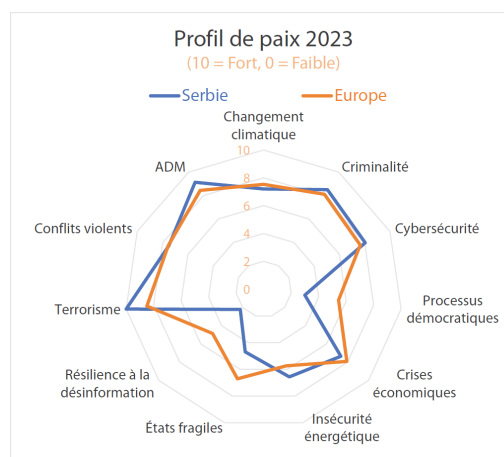 Profil de paix 2023
(10 = Fort, 0 = Faible)
Serbie
Europe
Changement
climatique
10
8
6
4
2
0
Criminalité
Cybersécurité
Processus
démocratiques
Crises
économiques
Insécurité
énergétique
États fragiles
Résilience à la
désinformation
Terrorisme
Conflits violents
ADM